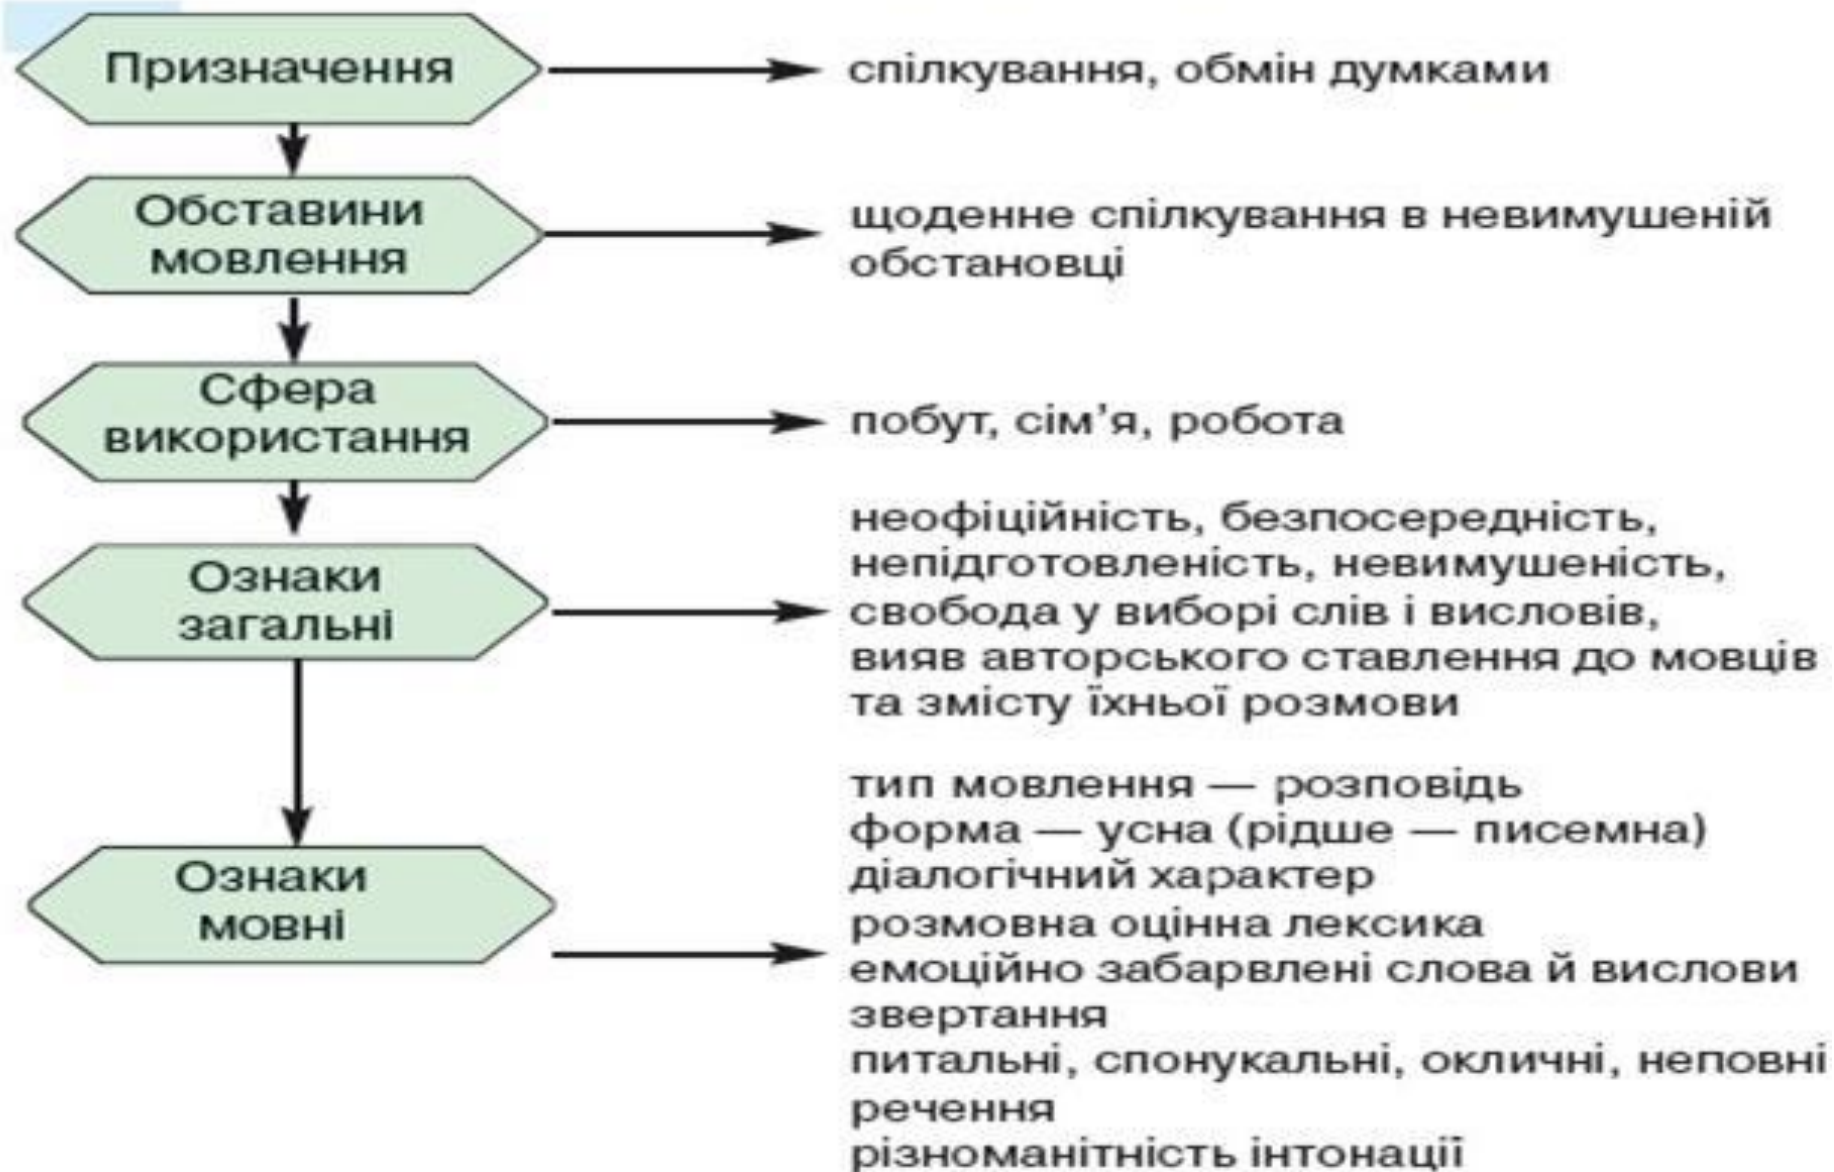 Призначення
спілкування, обмін думками
Обставини
мовлення
щоденне спілкування в невимушеній
обстановці
Сфера
використання
побут, сім’я, робота
Ознаки
загальні
неофіційність, безпосередність,
непідготовленість, невимушеність,
свобода у виборі слів і висловів,
вияв авторського ставлення до мовців
та змісту їхньої розмови
Ознаки
мовні
тип мовлення — розповідь
форма — усна (рідше — писемна)
діалогічний характер
розмовна оцінна лексика
емоційно забарвлені слова й вислови
звертання
питальні, спонукальні, окличні, неповні
речення
різноманітність інтонації